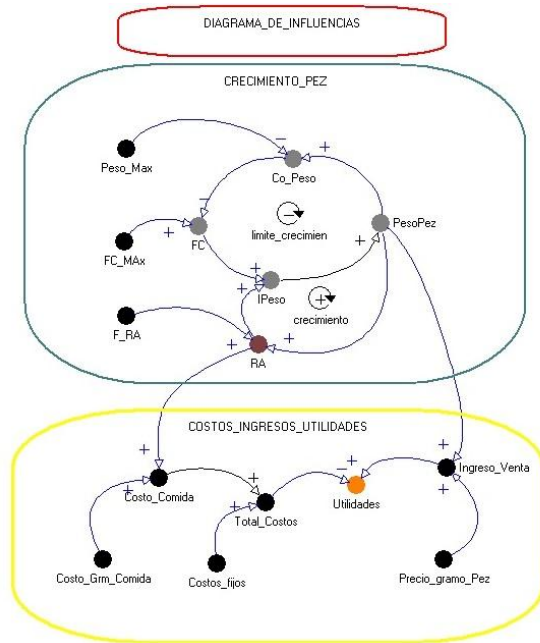 DIAGRAMA_DE_INFLUENCIAS
CRECIMIENTO_PEZ
Peso_Max
Co_Peso
FC_MAx
FC
limite_crecimien
PesoPez
IPeso
crecimiento
F_RA
RA
COSTOS_INGRESOS_UTILIDADES
Costo_Comida
Ingreso_Venta
Total_Costos
Utilidades
Costo_Grm_Comida
Costos_fijos
Precio_gramo_Pez